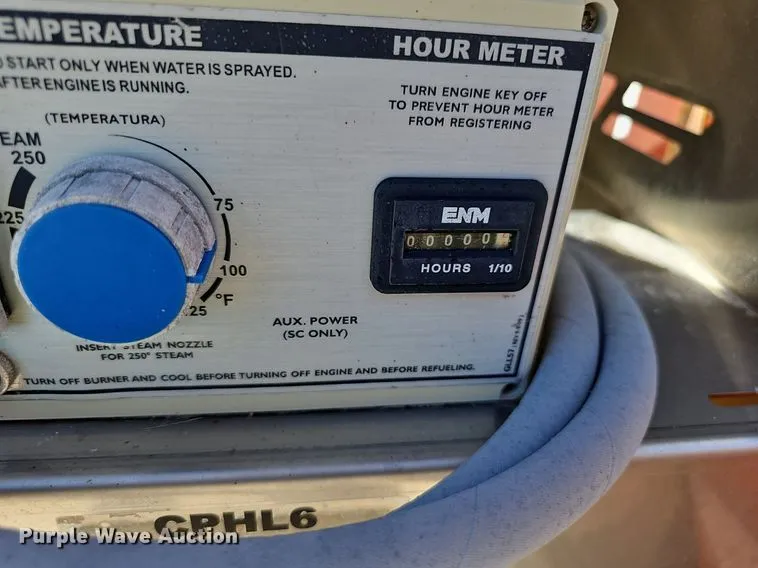 EMPERATURE
HOUR METER
START ONLY WHEN WATER IS SPRAYED.
AFTER ENGINE IS RUNNING.
TURN ENGINE KEY OFF
TO PREVENT HOUR METER
FROM REGISTERING
(TEMPERATURA)
EAM
250
225
75
100
°F
25
ENM
00000
HOURS 1/10
AUX. POWER
(SC ONLY)
INSERT STEAM NOZZLE
FOR 250° STEAM
TURN OFF BURNER AND COOL BEFORE TURNING OFF ENGINE AND BEFORE REFUELING.
GPHL6
Purple Wave Auction